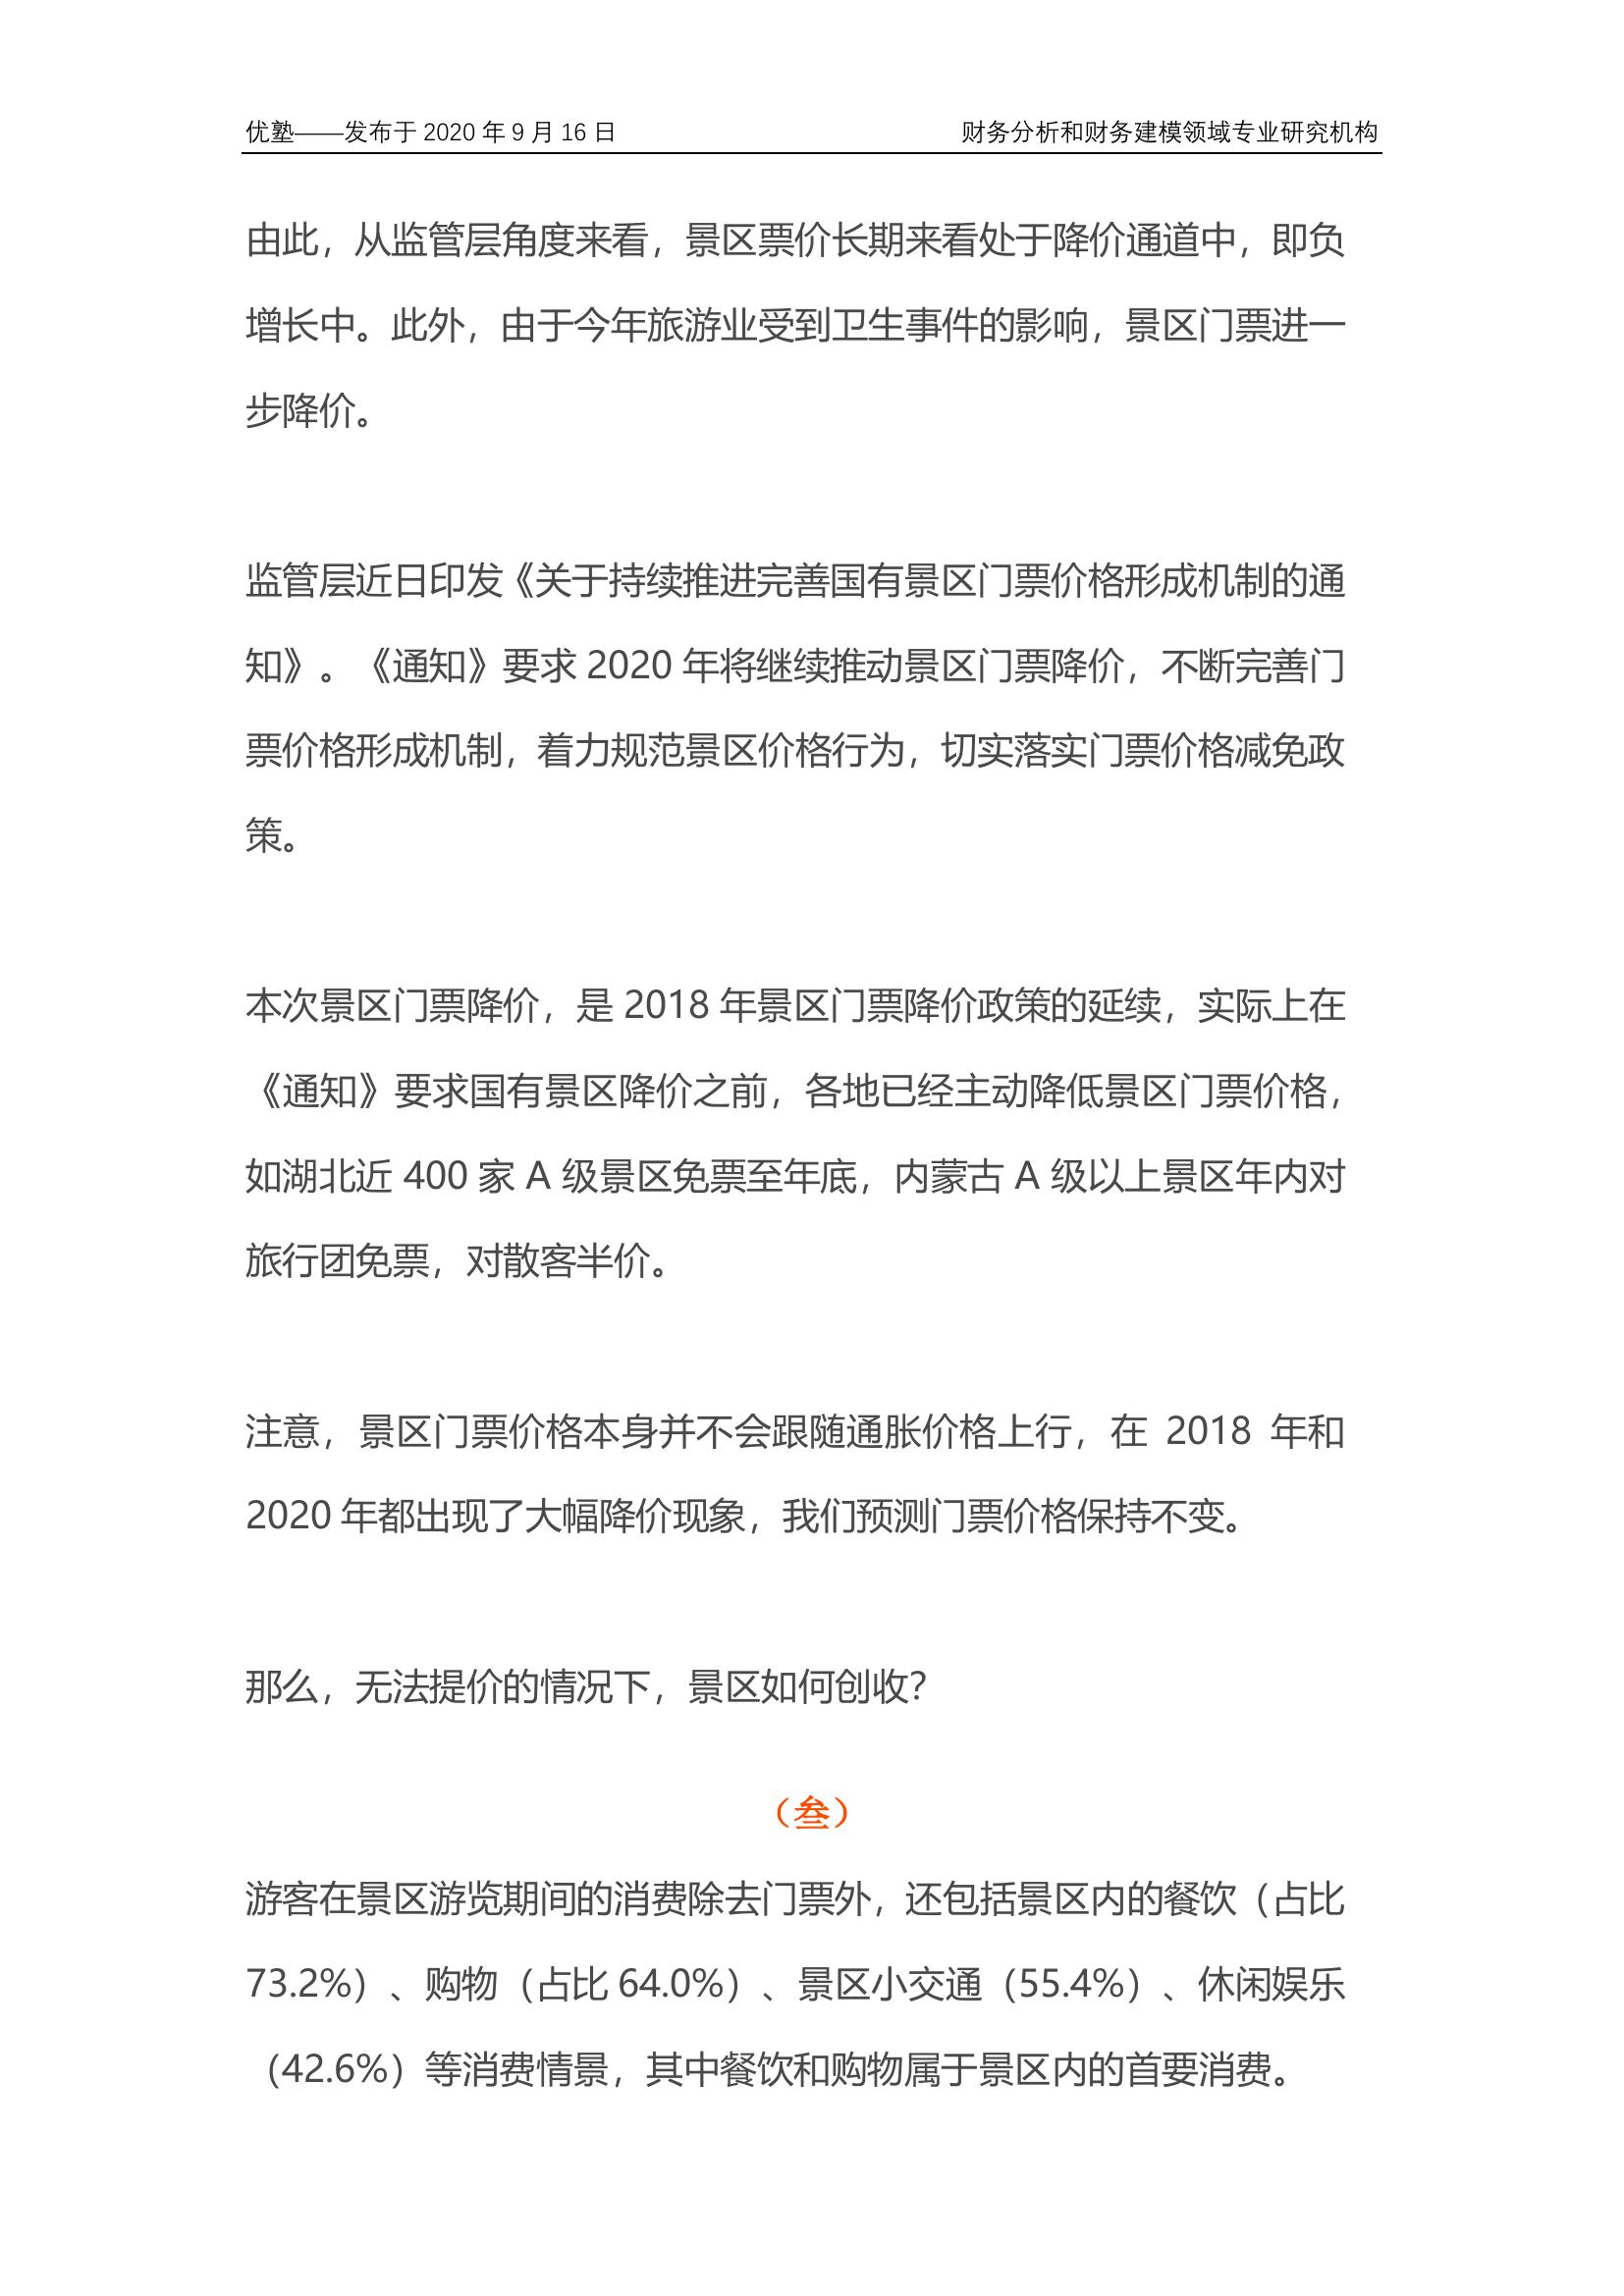 优塾——发布于 2020 年 9 月 16 日 财务分析和财务建模领域专业研究机构
由此，从监管层角度来看，景区票价长期来看处于降价通道中，即负
增长中。此外，由于今年旅游业受到卫生事件的影响，景区门票进一
步降价。
监管层近日印发《关于持续推进完善国有景区门票价格形成机制的通
知》。《通知》要求 2020 年将继续推动景区门票降价，不断完善门
票价格形成机制，着力规范景区价格行为，切实落实门票价格减免政
策。
本次景区门票降价，是 2018 年景区门票降价政策的延续，实际上在
《通知》要求国有景区降价之前，各地已经主动降低景区门票价格，
如湖北近 400 家 A 级景区免票至年底，内蒙古 A 级以上景区年内对
旅行团免票，对散客半价。
注意，景区门票价格本身并不会跟随通胀价格上行，在 2018 年和
2020 年都出现了大幅降价现象，我们预测门票价格保持不变。
那么，无法提价的情况下，景区如何创收？
（叁）
游客在景区游览期间的消费除去门票外，还包括景区内的餐饮（占比
73.2%）、购物（占比 64.0%）、景区小交通（55.4%）、休闲娱乐
（42.6%）等消费情景，其中餐饮和购物属于景区内的首要消费。